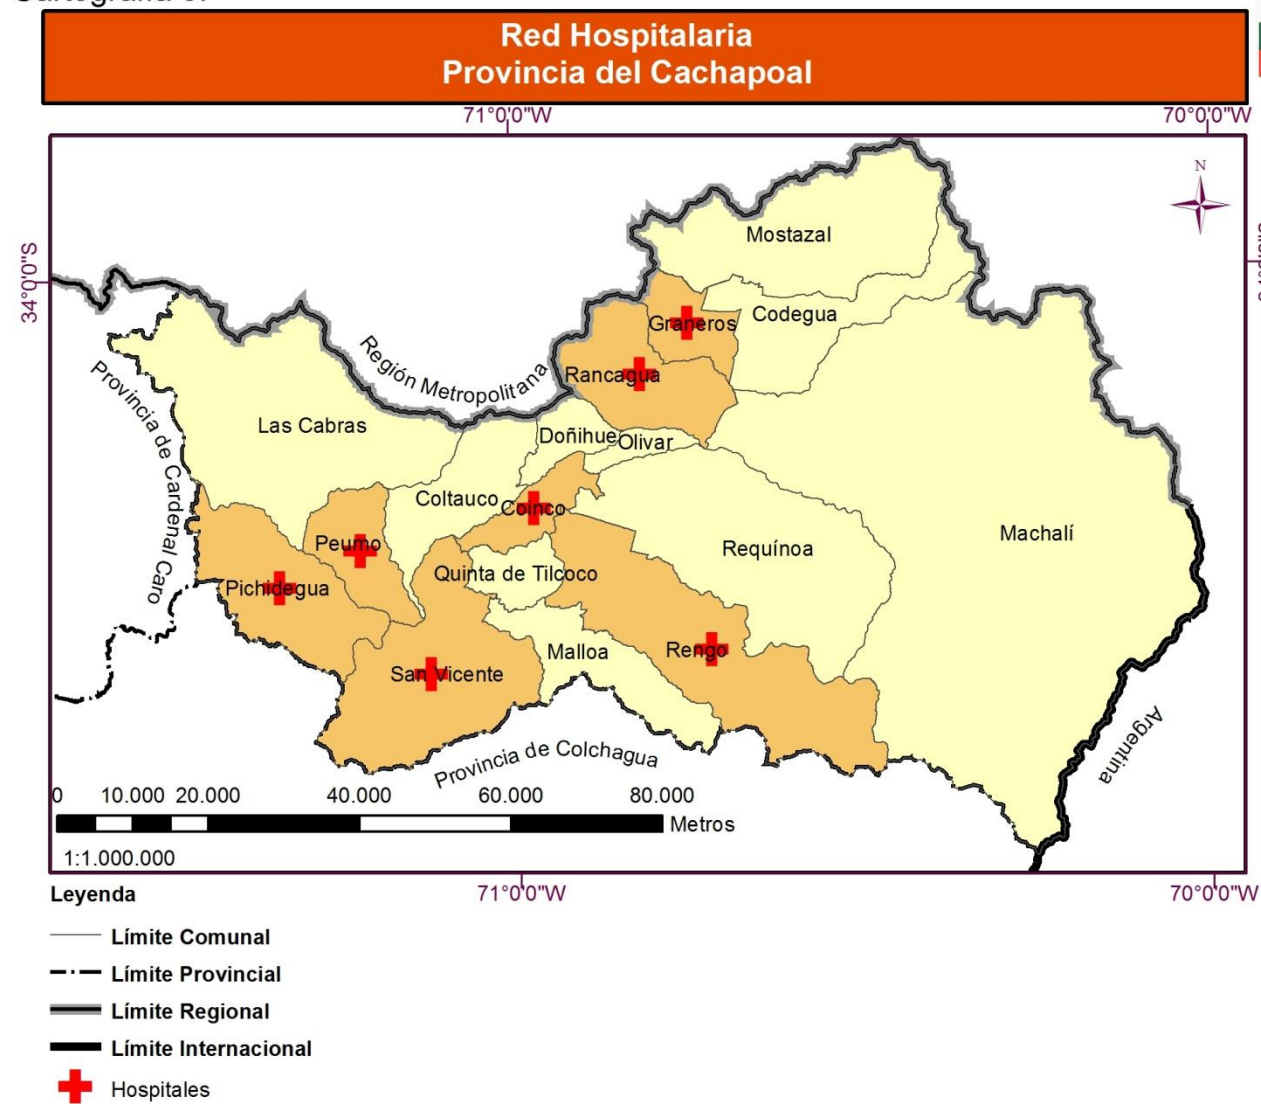 Red Hospitalaria
Provincia del Cachapoal
71°0'0"W
70°0'0"W
N
34°0'0"S
Mostazal
Graneros
Codegua
Rancagua
Región Metropolitana
Provincia de Cardenal Caro
Las Cabras
Doñihue
Olivar
Coltauco
Coinco
Machalí
Peumo
Requínoa
Quinta de Tilcoco
Pichidegua
Malloa
Rengo
San Vicente
Provincia de Colchagua
Argentina
0 10.000 20.000 40.000 60.000 80.000
Metros
1:1.000.000
71°0'0"W
70°0'0"W
Leyenda
Límite Comunal
Límite Provincial
Límite Regional
Límite Internacional
Hospitales